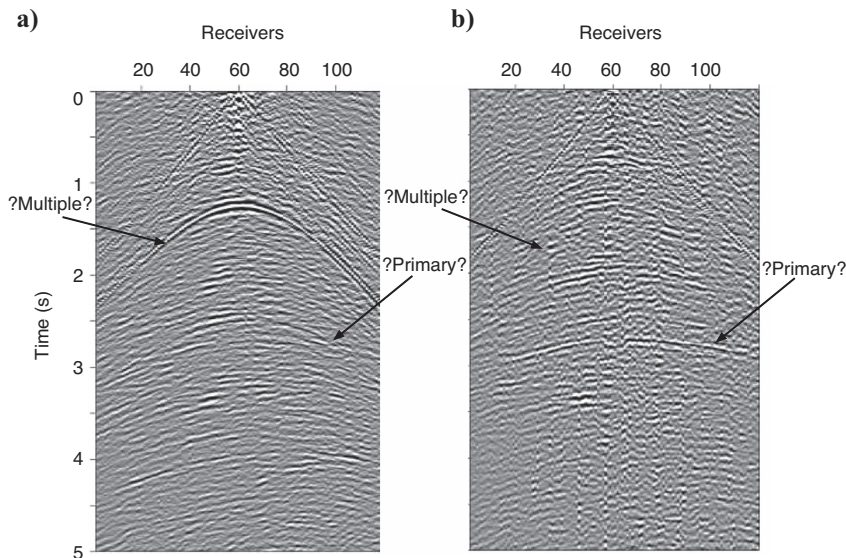 a)
Receivers
20 40 60 80 100
0
1
2
3
4
5
Time (s)
?Multiple?
?Primary?
b)
Receivers
20 40 60 80 100
?Multiple?
?Primary?